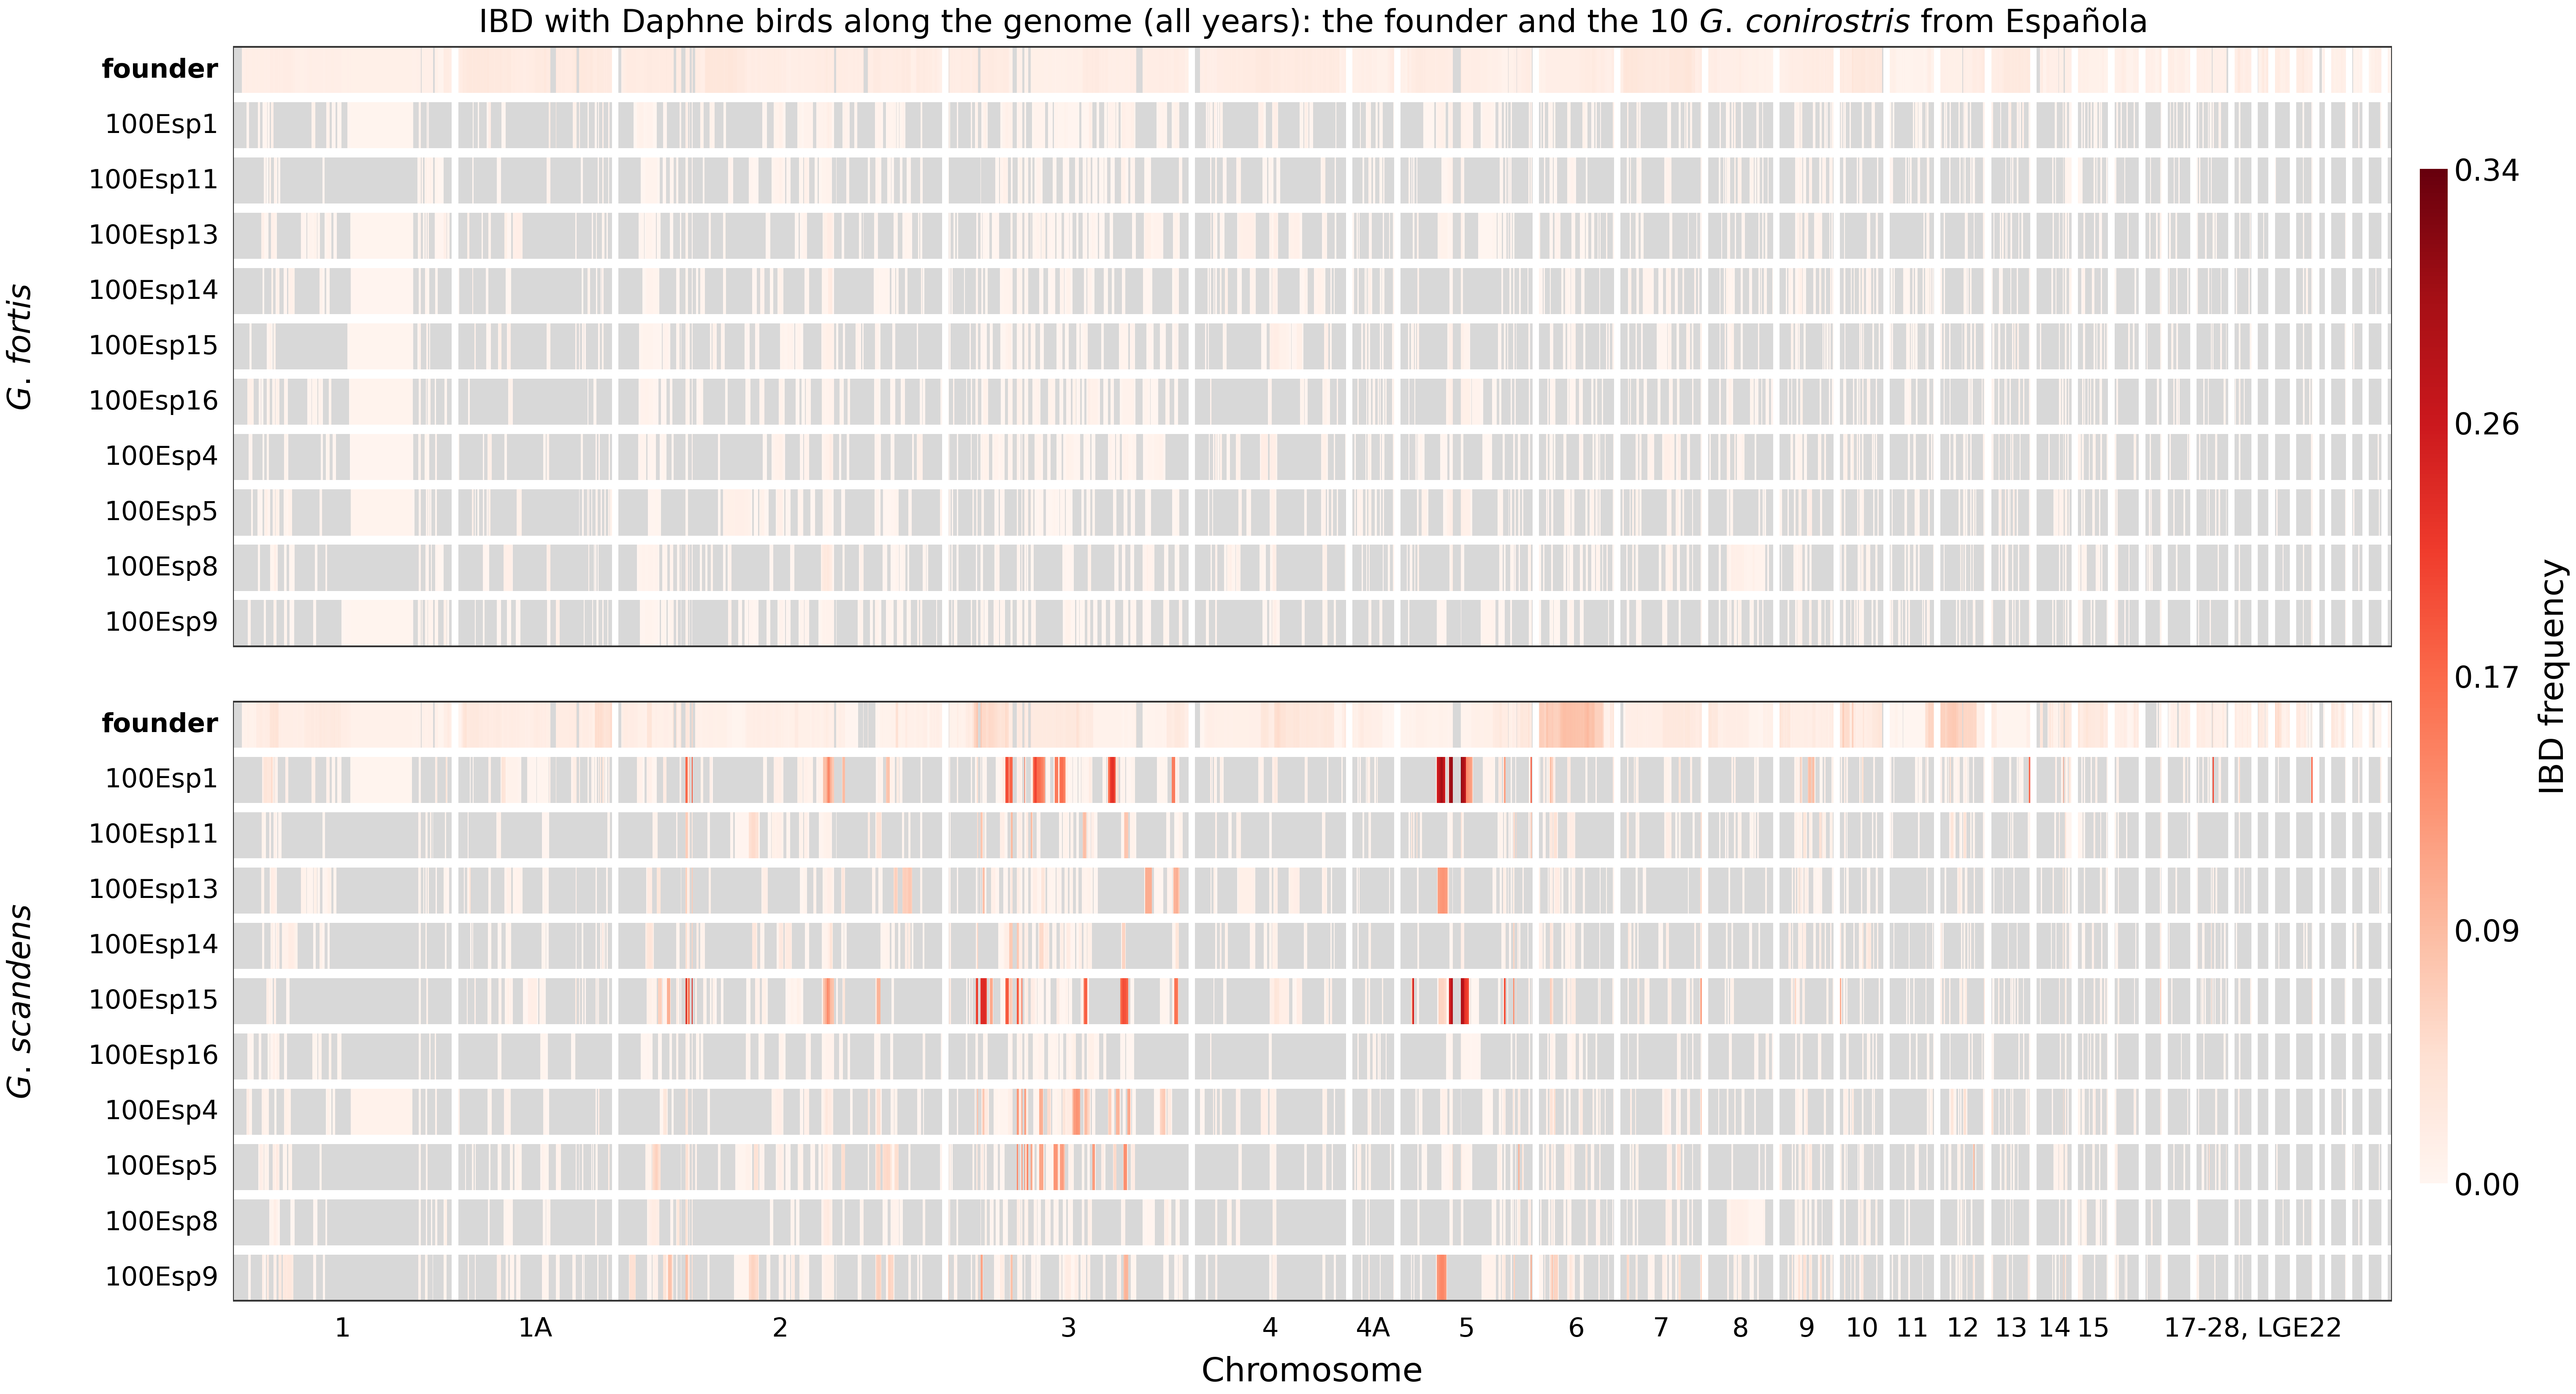 IBD with Daphne birds along the genome (all years): the founder and the 10 G. conirostris from Española
G. fortis
founder
100Esp1
100Esp11
100Esp13
100Esp14
100Esp15
100Esp16
100Esp4
100Esp5
100Esp8
100Esp9
G. scandens
founder
100Esp1
100Esp11
100Esp13
100Esp14
100Esp15
100Esp16
100Esp4
100Esp5
100Esp8
100Esp9
1 1A 2 3 4 4A 5 6 7 8 9 10 11 12 13 14 15 17-28, LGE22
Chromosome
0.34
0.26
0.17
0.09
0.00
IBD frequency